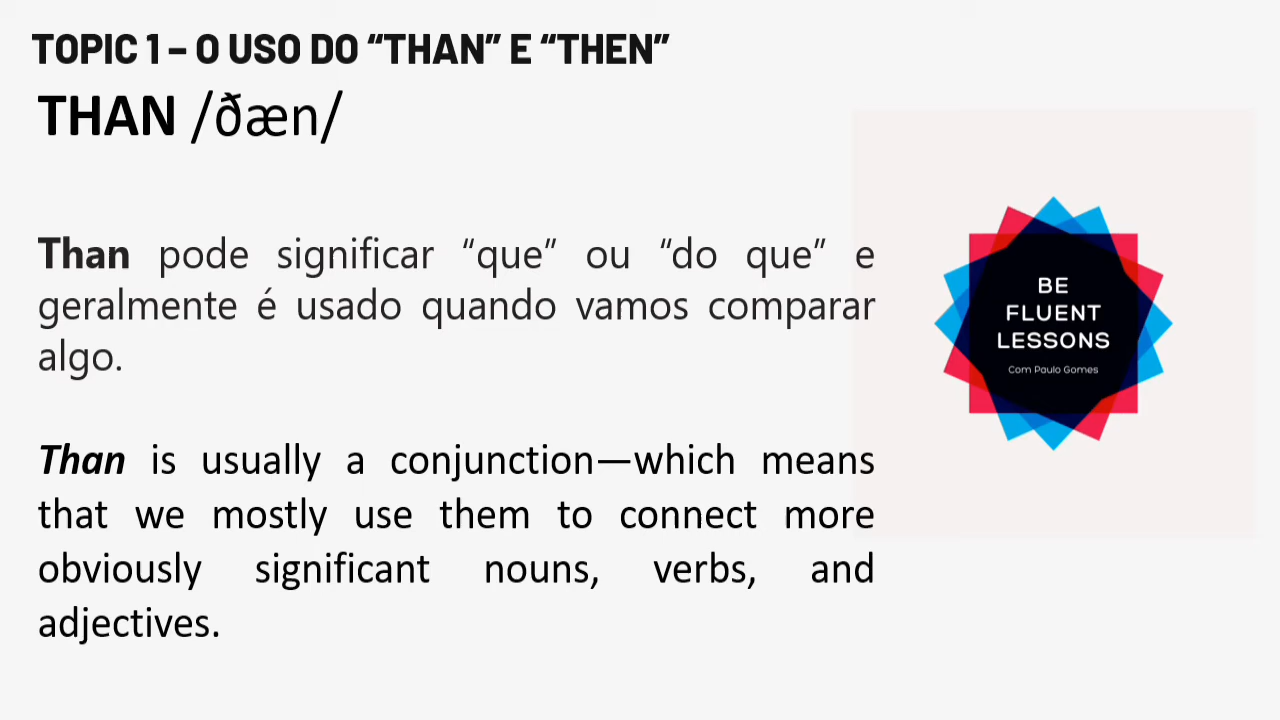 TOPIC 1 – O USO DO “THAN” E “THEN”
THAN /ðæn/
Than pode significar “que” ou “do que” e
geralmente é usado quando vamos comparar
algo.
Than is usually a conjunction—which means
that we mostly use them to connect more
obviously significant nouns, verbs, and
adjectives.
BE
FLUENT
LESSONS
Com Paulo Gomes